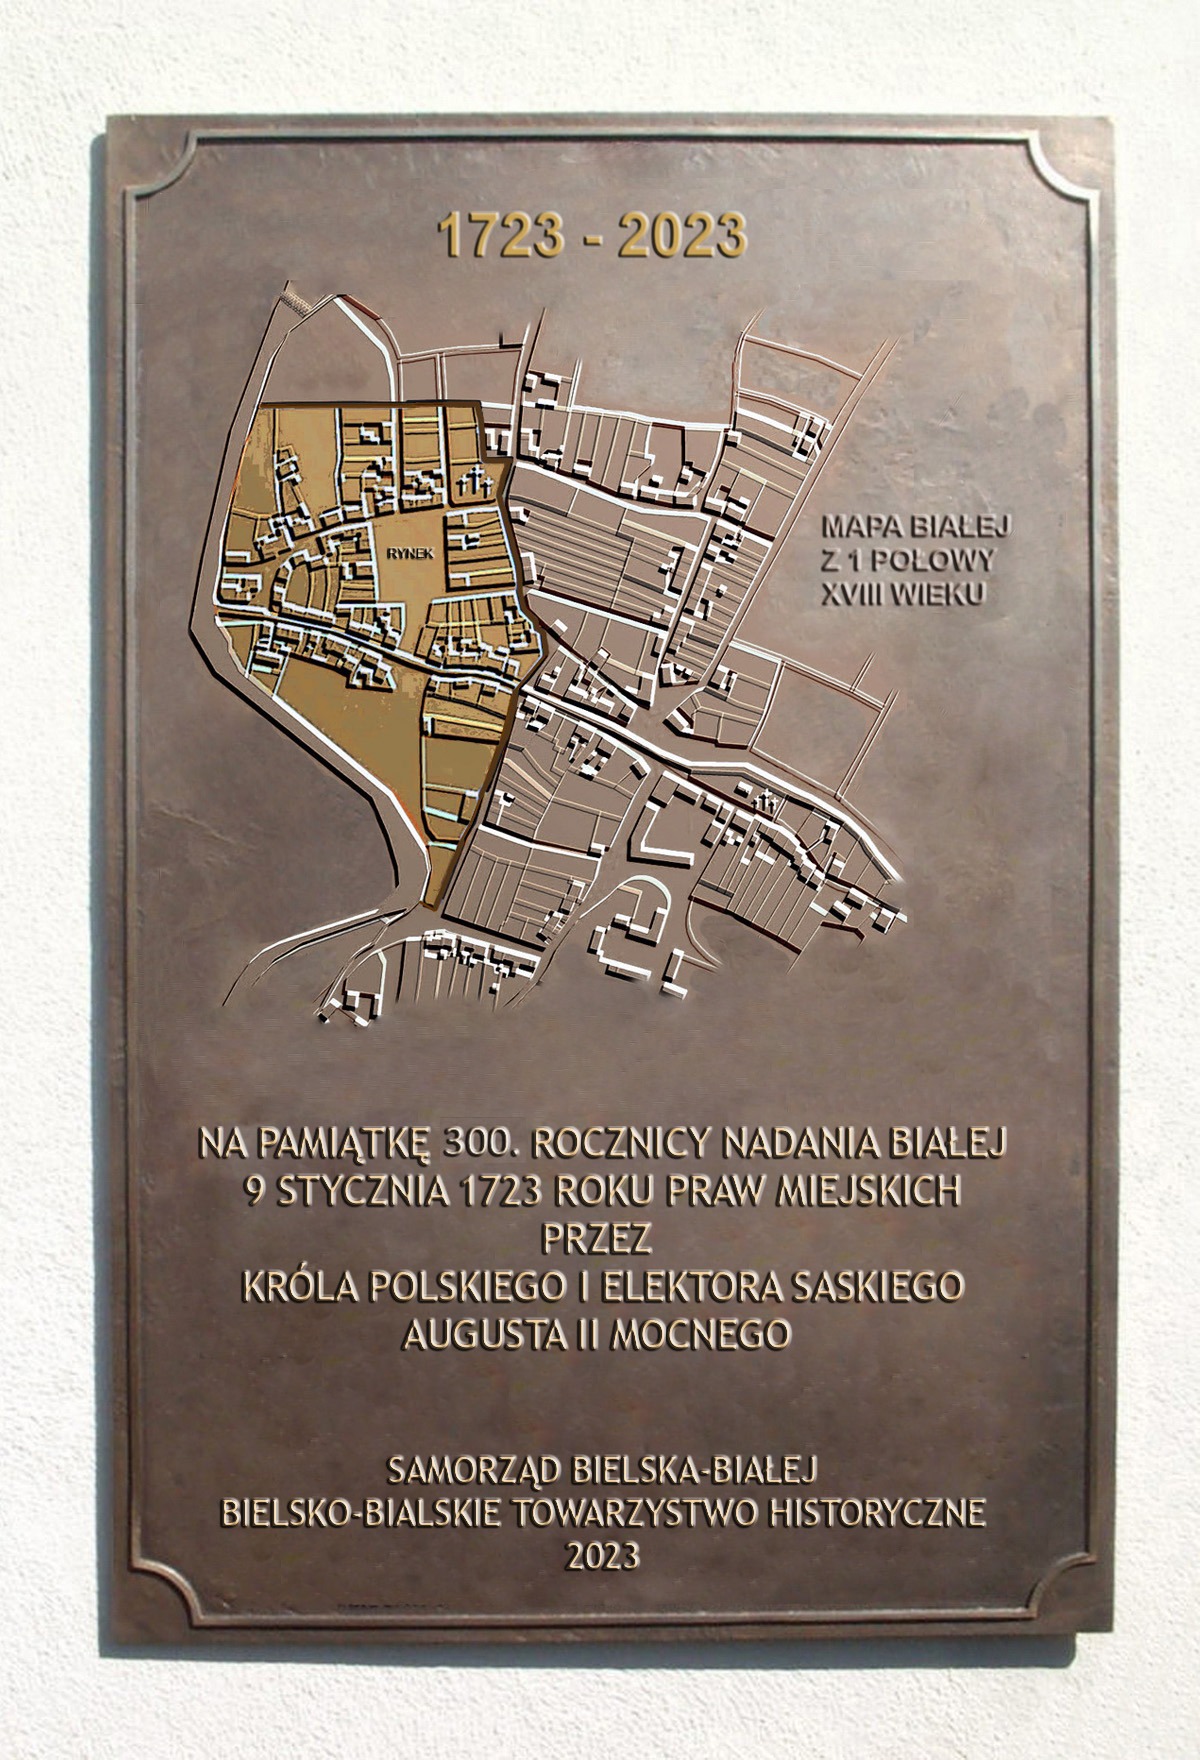 1723 - 2023
RYNEK
MAPA BIAŁEJ
Z 1 POŁOWY
XVIII WIEKU
NA PAMIĄTKĘ 300. ROCZNICY NADANIA BIAŁEJ
9 STYCZNIA 1723 ROKU PRAW MIEJSKICH
PRZEZ
KRÓLA POLSKIEGO I ELEKTORA SASKIEGO
AUGUSTA II MOCNEGO
SAMORZĄD BIELSKA-BIAŁEJ
BIELSKO-BIALSKIE TOWARZYSTWO HISTORYCZNE
2023